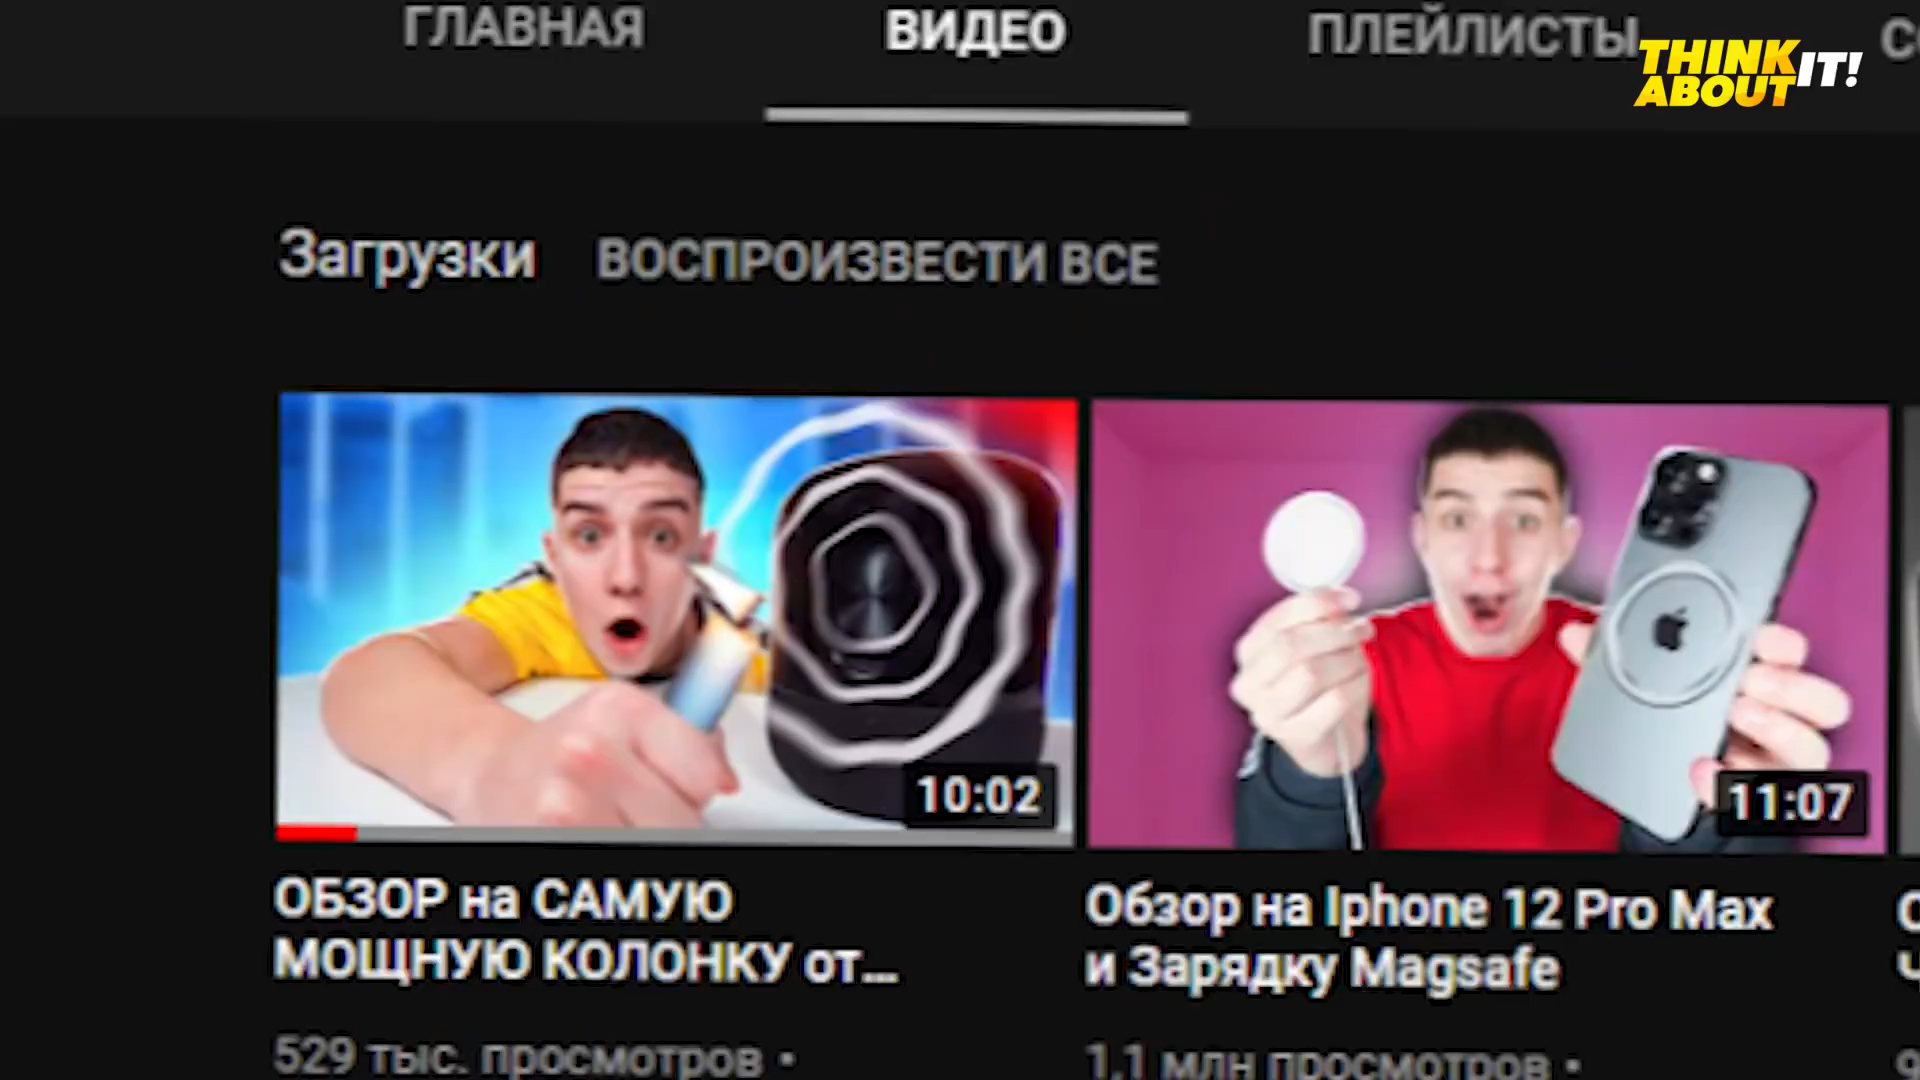 ГЛАВНАЯ ВИДЕО ПЛЕЙЛИСТЫ
THINK ABOUT IT!
Загрузки ВОСПРОИЗВЕСТИ ВСЕ
10:02
11:07
ОБЗОР на САМУЮ
МОЩНУЮ КОЛОНКУ от...
529 тыс. просмотров •
Обзор на Iphone 12 Pro Max
и Зарядку Magsafe
1,1 млн просмотров •